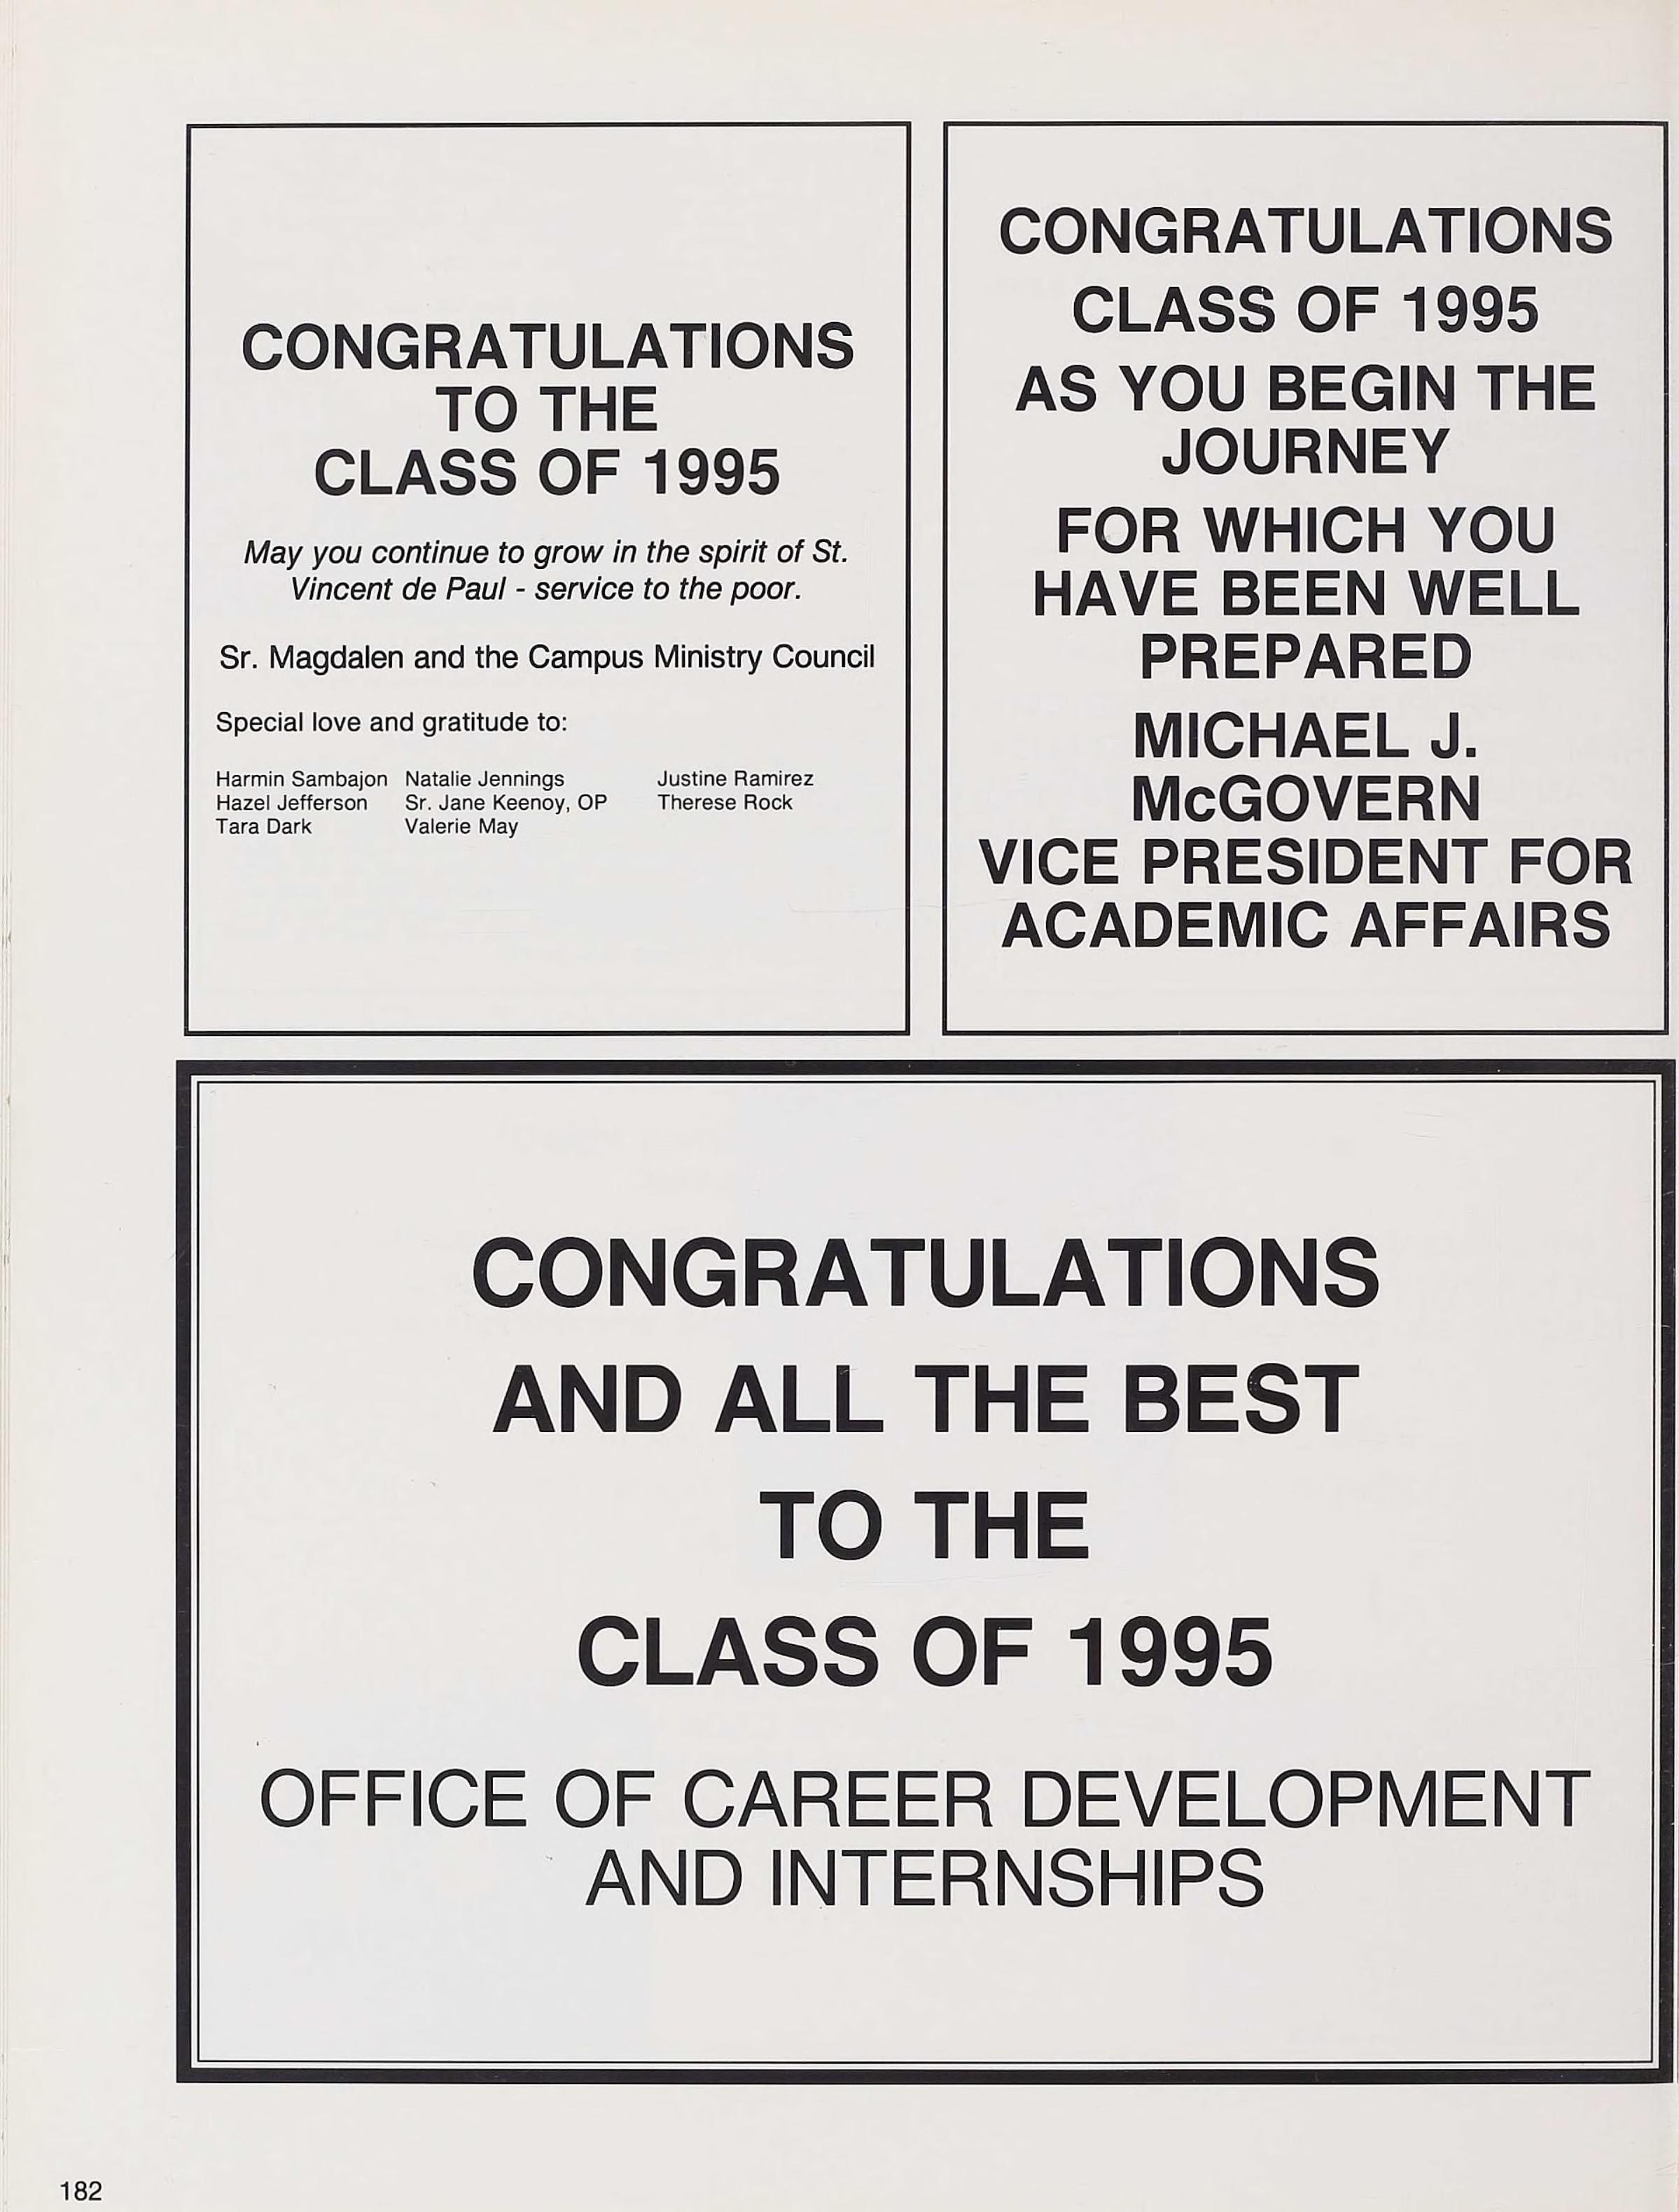 CONGRATULATIONS
TO THE
CLASS OF 1995
May you continue to grow in the spirit of St.
Vincent de Paul - service to the poor.
Sr. Magdalen and the Campus Ministry Council
Special love and gratitude to:
Harmin Sambajon Natalie Jennings Justine Ramirez
Hazel Jefferson Sr. Jane Keenoy, OP Therese Rock
Tara Dark Valerie May
CONGRATULATIONS
CLASS OF 1995
AS YOU BEGIN THE
JOURNEY
FOR WHICH YOU
HAVE BEEN WELL
PREPARED
MICHAEL J.
McGOVERN
VICE PRESIDENT FOR
ACADEMIC AFFAIRS
CONGRATULATIONS
AND ALL THE BEST
TO THE
CLASS OF 1995
OFFICE OF CAREER DEVELOPMENT
AND INTERNSHIPS
182